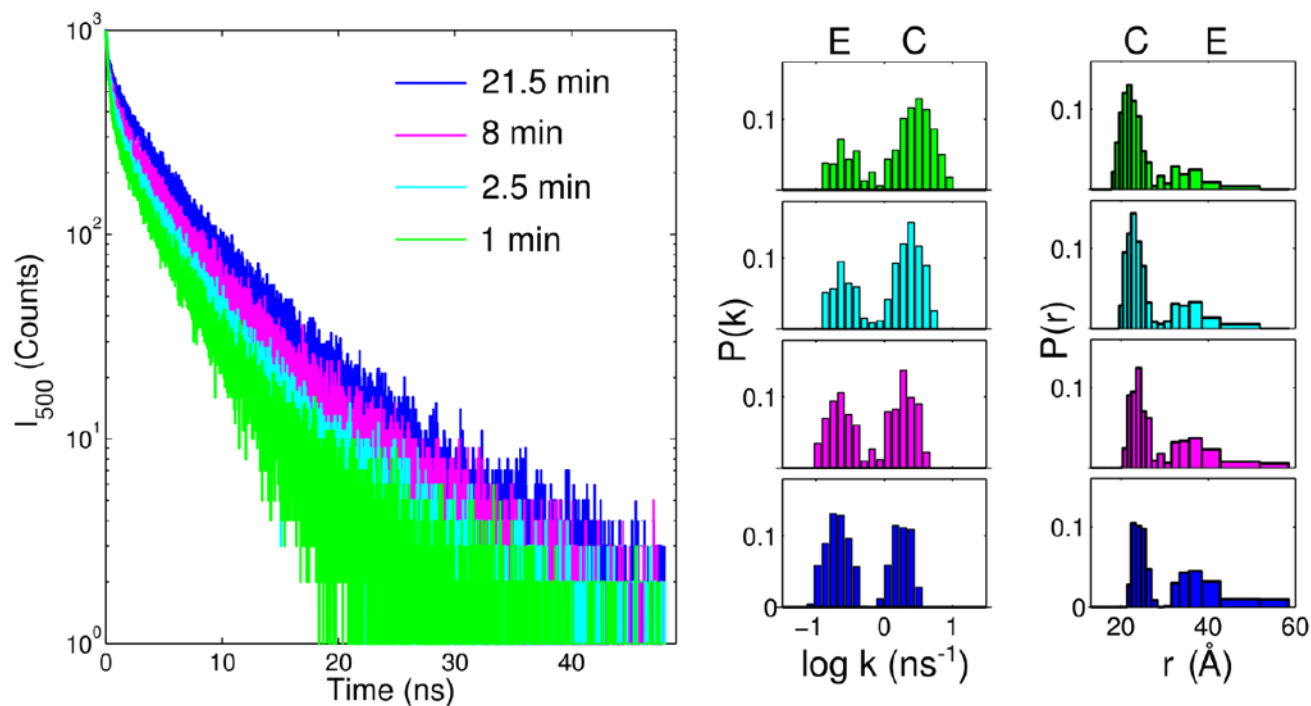 10³
10²
10¹
10⁰
I₅₀₀ (Counts)
0 10 20 30 40
Time (ns)
21.5 min
8 min
2.5 min
1 min
E C
0.1
0.1
0.1
0.1
0
P(k)
−1 0 1
log k (ns⁻¹)
C E
0.1
0.1
0.1
0.1
0
P(r)
20 40 60
r (Å)